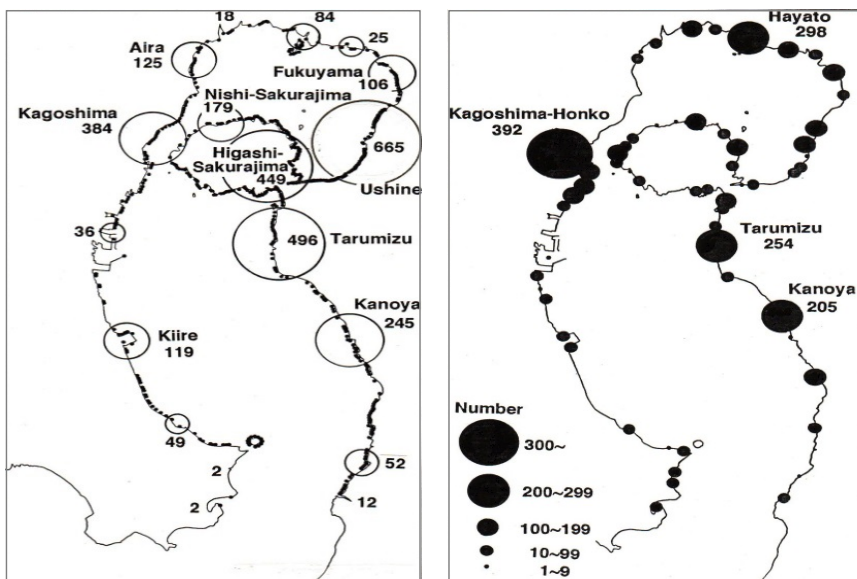 18
84
25
Aira
125
Fukuyama
106
Nishi-Sakurajima
179
Kagoshima
384
665
Higashi-
Sakurajima
449
Ushine
36
496
Tarumizu
Kanoya
245
Kiire
119
49
52
2
12
2
Hayato
298
Kagoshima-Honko
392
Tarumizu
254
Kanoya
205
Number
300~
200~299
100~199
10~99
1~9